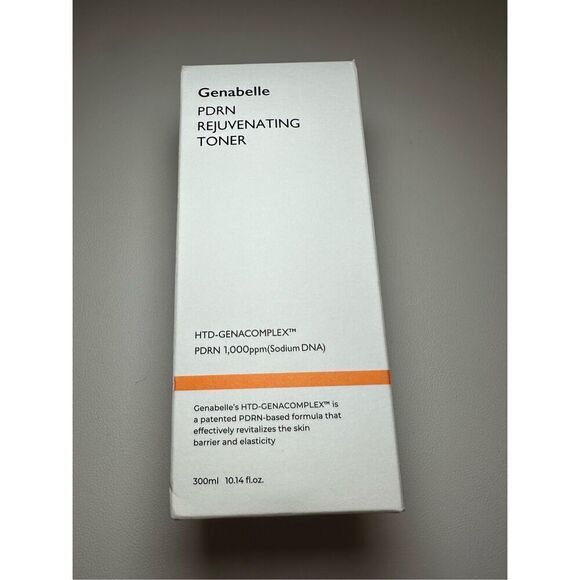 Genabelle
PDRN
REJUVENATING
TONER
HTD-GENACOMPLEX™
PDRN 1,000ppm(Sodium DNA)
Genabelle's HTD-GENACOMPLEX™ is
a patented PDRN-based formula that
effectively revitalizes the skin
barrier and elasticity
300ml 10.14 fl.oz.